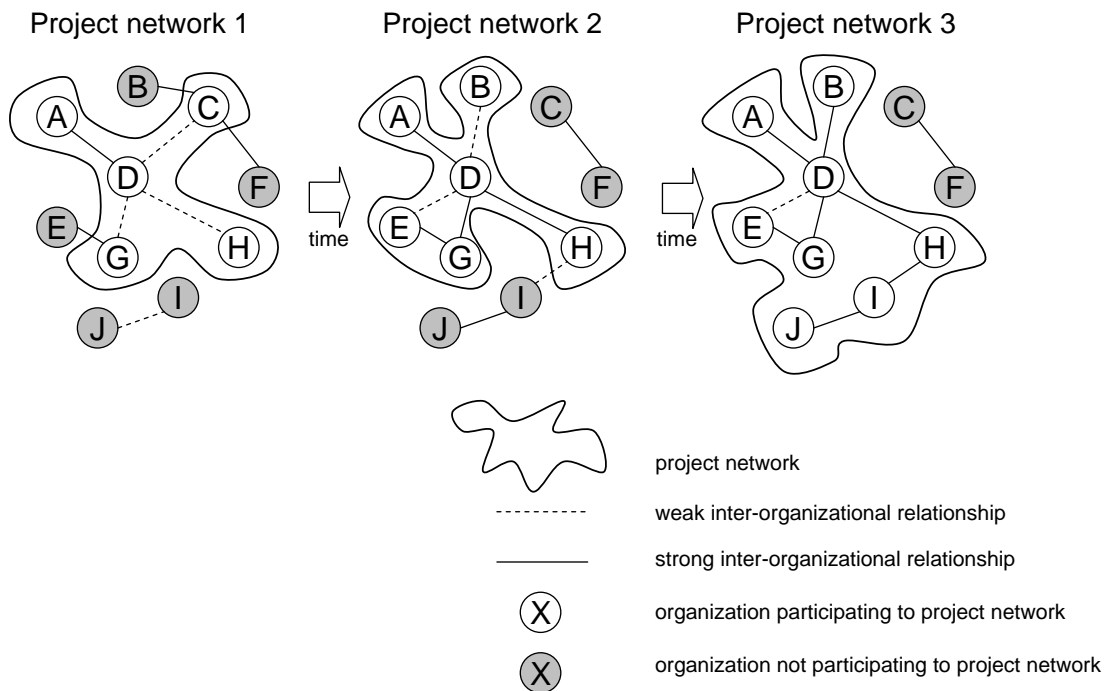 Project network 1
Project network 2
Project network 3
B
C
A
D
F
E
G
H
I
J
time
B
A
C
D
F
E
G
H
I
J
time
B
A
C
D
F
E
G
H
I
J
project network
weak inter-organizational relationship
strong inter-organizational relationship
X organization participating to project network
X organization not participating to project network